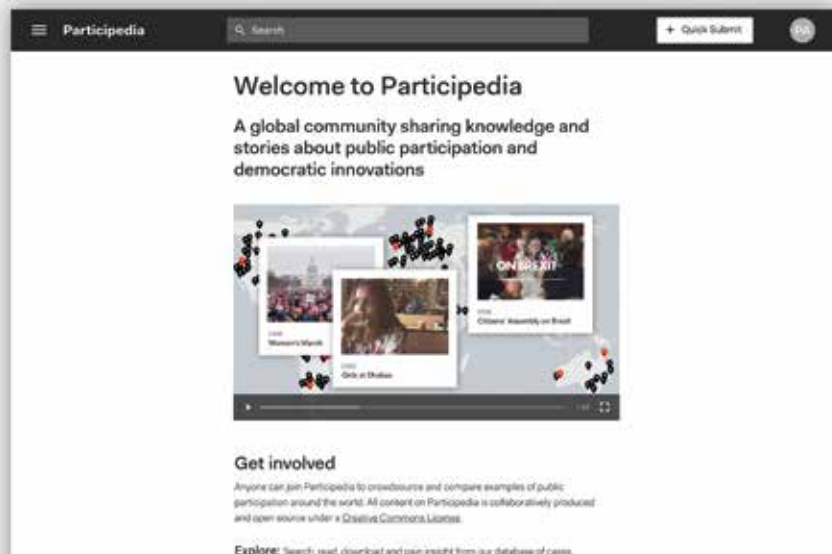 Participedia
Search
+ Quick Submit
PA
Welcome to Participedia
A global community sharing knowledge and
stories about public participation and
democratic innovations
ON BREXIT
CASE
Women's March
CASE
Girls at Dhabas
CASE
Citizens' Assembly on Brexit
Get involved
Anyone can join Participedia to crowdsource and compare examples of public
participation around the world. All content on Participedia is collaboratively produced
and open source under a Creative Commons License.
Explore: Search, read, download and gain insight from our database of cases,